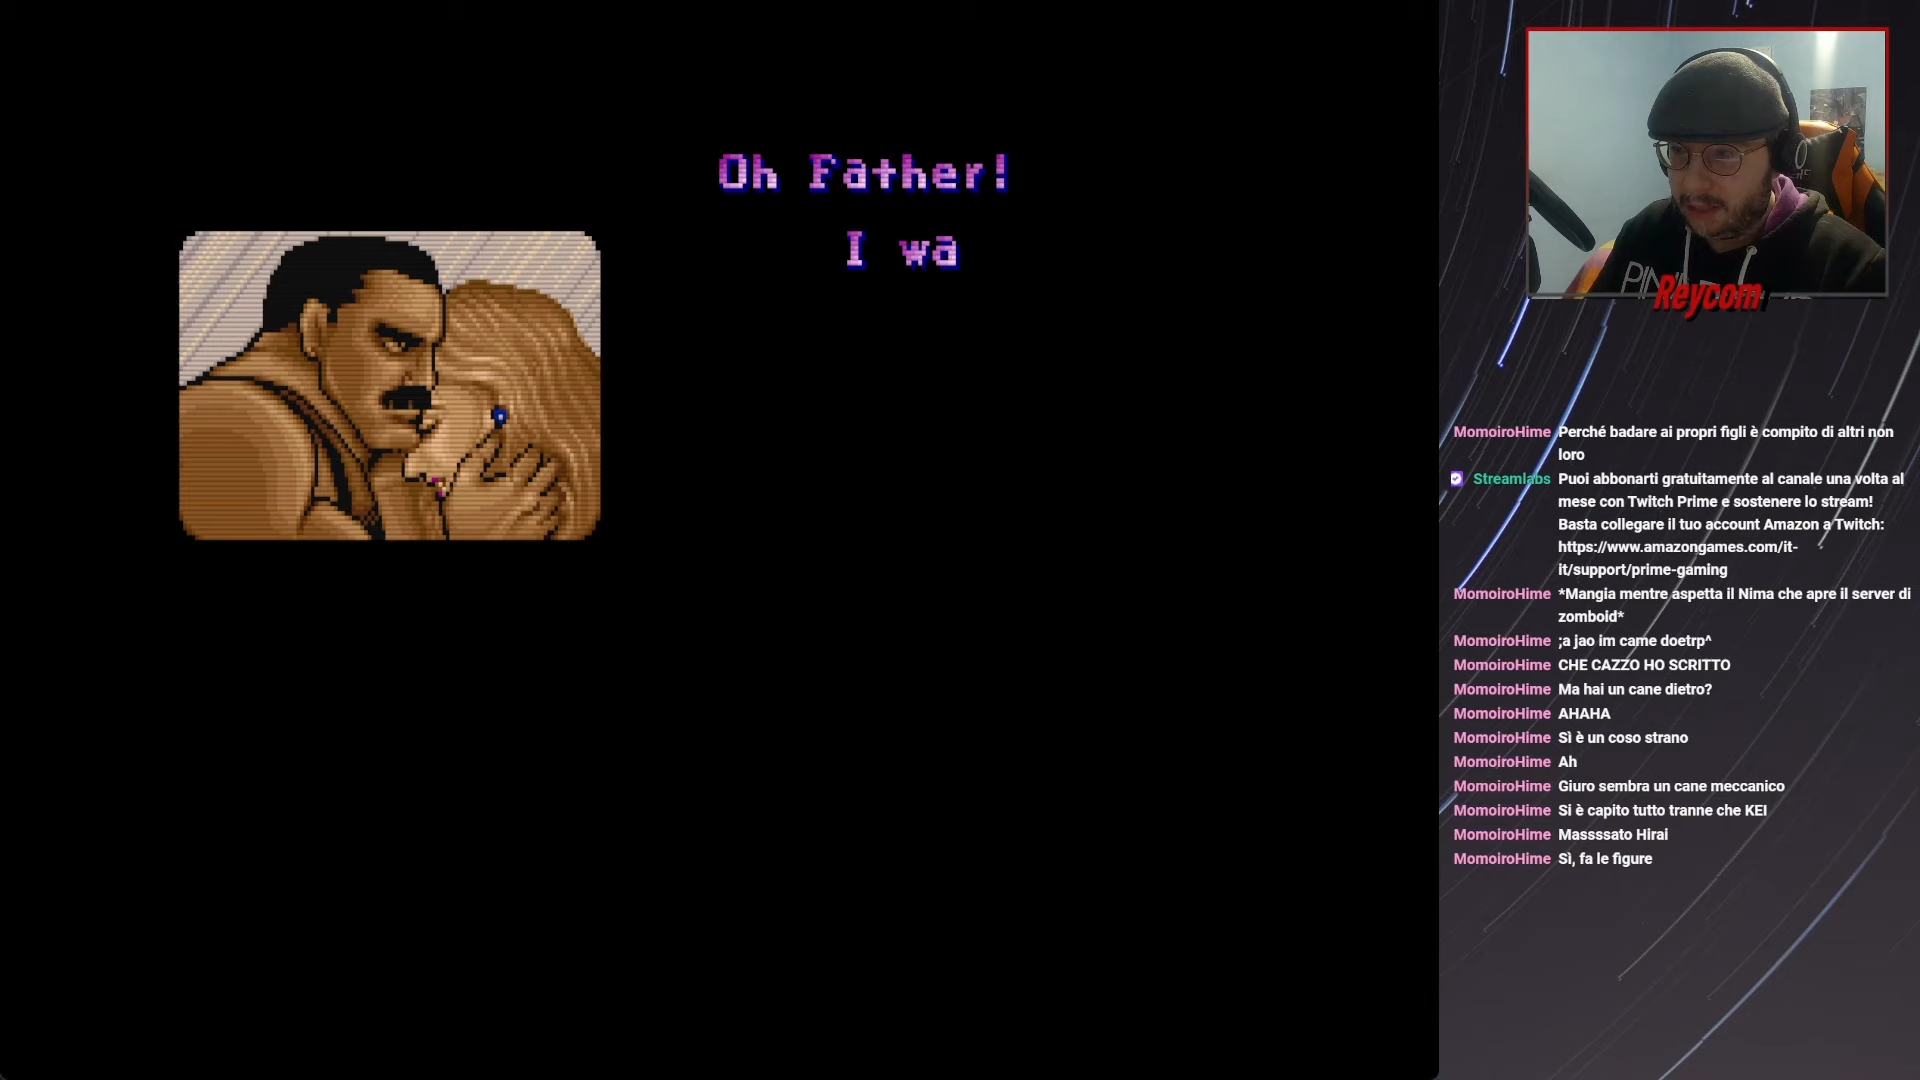 Oh Father!
I wa
PIN
Reycom
MomoiroHime Perché badare ai propri figli è compito di altri non
loro
Streamlabs Puoi abbonarti gratuitamente al canale una volta al
mese con Twitch Prime e sostenere lo stream!
Basta collegare il tuo account Amazon a Twitch:
https://www.amazongames.com/it-
it/support/prime-gaming
MomoiroHime *Mangia mentre aspetta il Nima che apre il server di
zomboid*
MomoiroHime ;a jao im came doetrp^
MomoiroHime CHE CAZZO HO SCRITTO
MomoiroHime Ma hai un cane dietro?
MomoiroHime AHAHA
MomoiroHime Sì è un coso strano
MomoiroHime Ah
MomoiroHime Giuro sembra un cane meccanico
MomoiroHime Si è capito tutto tranne che KEI
MomoiroHime Massssato Hirai
MomoiroHime Sì, fa le figure